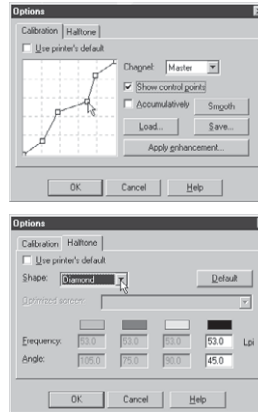 Options
Calibration Halftone
Use printer's default
Channel: Master
Show control points
Accumulatively Smooth
Load... Save...
Apply enhancement...
OK Cancel Help
Options
Calibration Halftone
Use printer's default
Shape: Diamond Default
Optimized screen:
Frequency: 53.0 53.0 53.0 53.0 Lpi
Angle: 105.0 75.0 90.0 45.0
OK Cancel Help